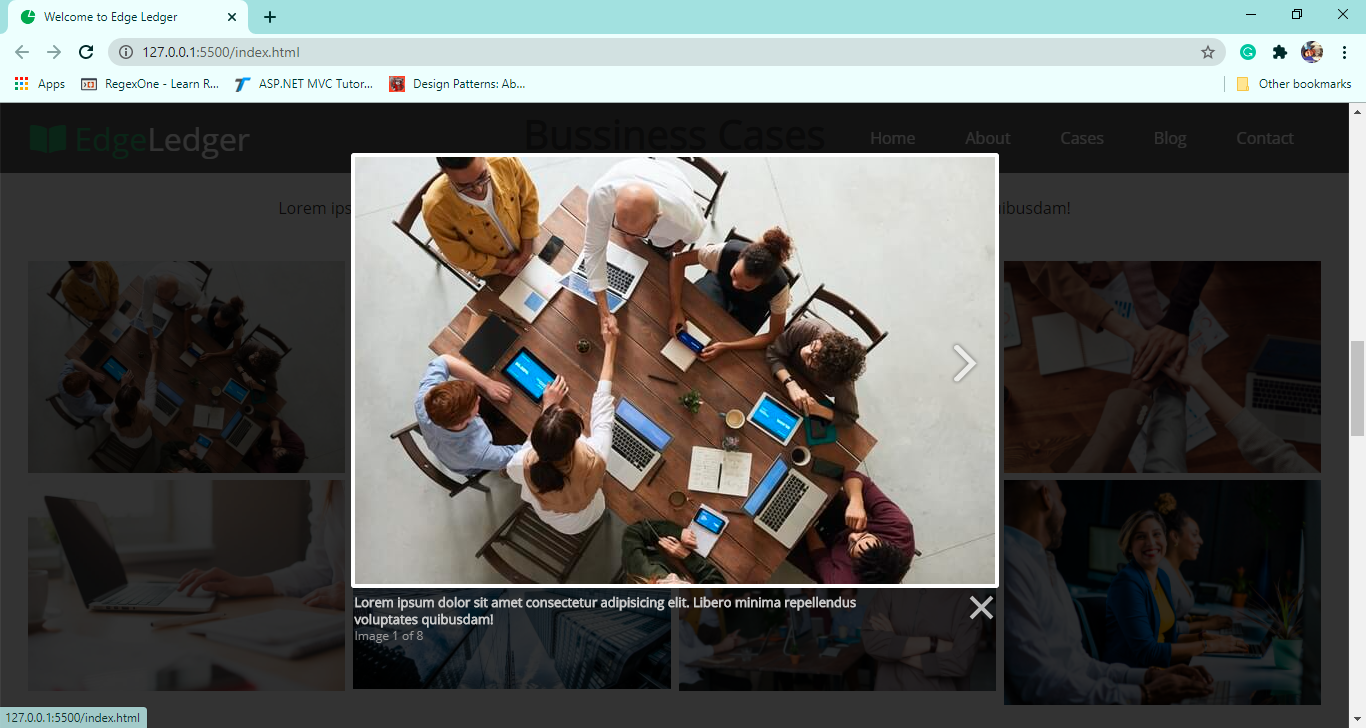 Welcome to Edge Ledger
127.0.0.1:5500/index.html
Apps RegexOne - Learn R... ASP.NET MVC Tutor... Design Patterns: Ab... Other bookmarks
EdgeLedger Bussiness Cases Home About Cases Blog Contact
Lorem ips ibusdam!
Lorem ipsum dolor sit amet consectetur adipisicing elit. Libero minima repellendus
voluptates quibusdam!
Image 1 of 8
127.0.0.1:5500/index.html